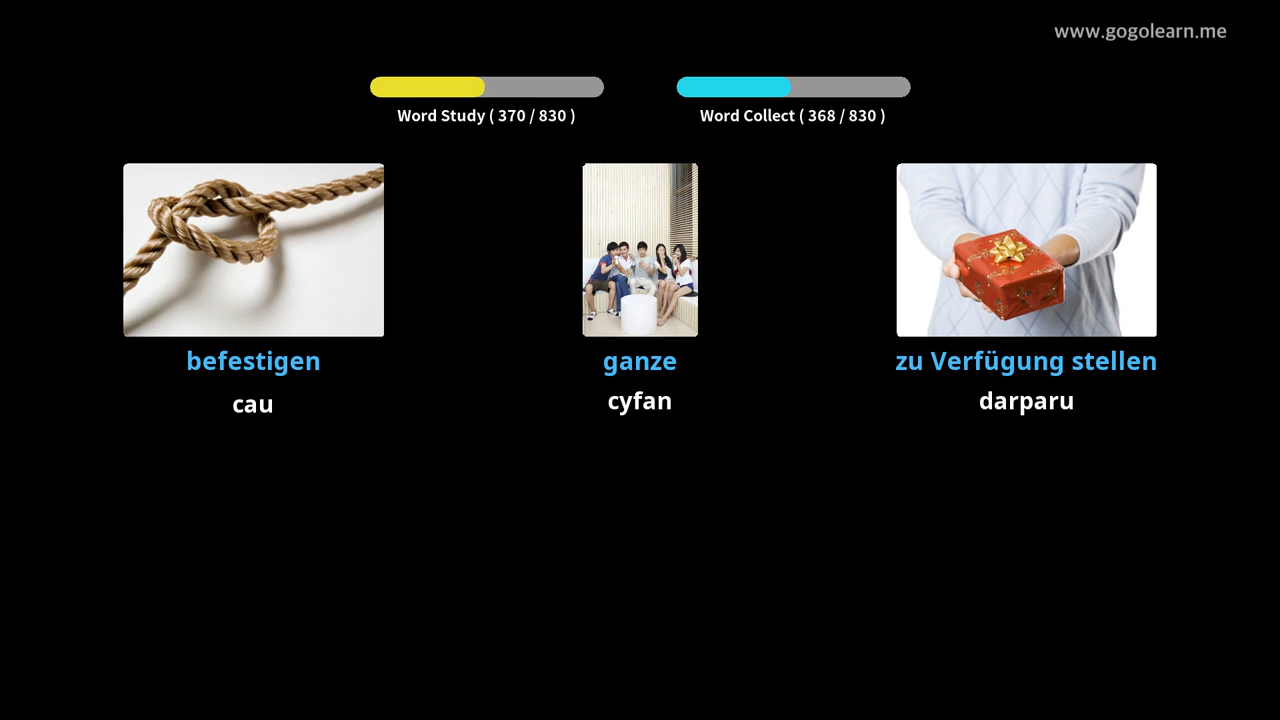 www.gogolearn.me
Word Study ( 370 / 830 )
Word Collect ( 368 / 830 )
befestigen
cau
ganze
cyfan
zu Verfügung stellen
darparu